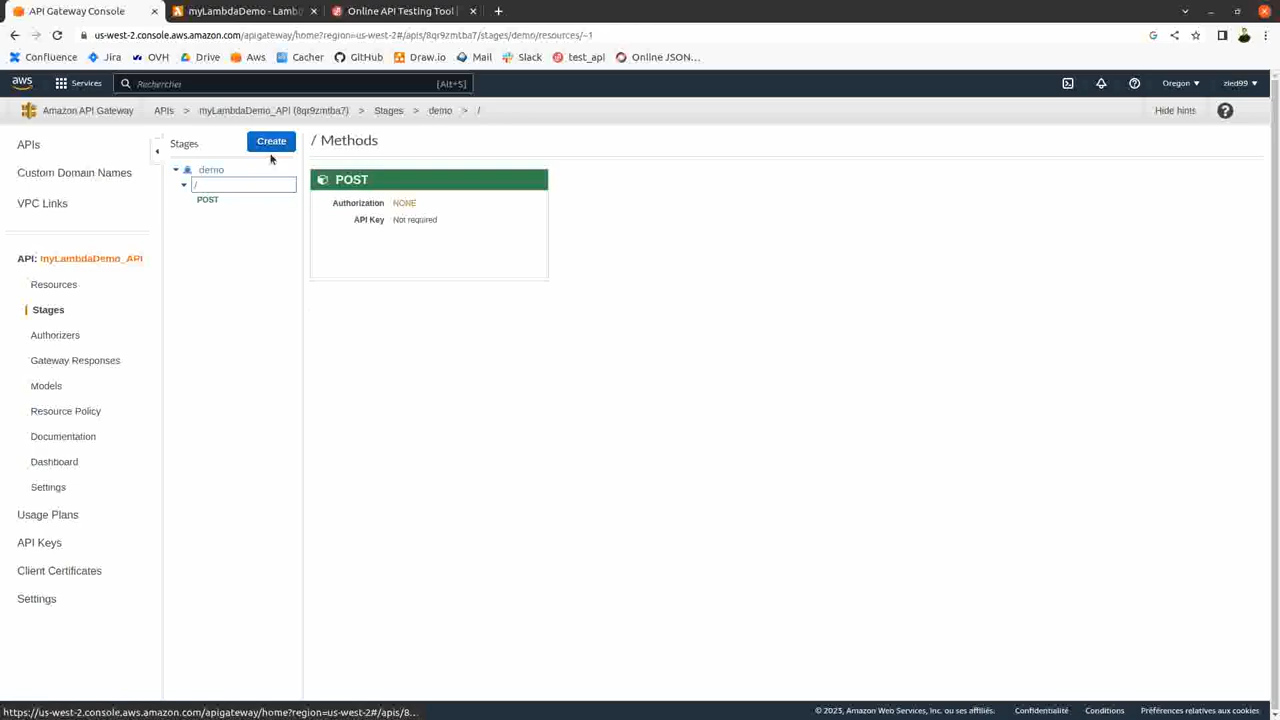 API Gateway Console
myLambdaDemo - Lamb
Online API Testing Tool
us-west-2.console.aws.amazon.com/apigateway/home?region=us-west-2#/apis/8qr9zmtba7/stages/demo/resources/~1
Confluence
Jira
OVH
Drive
Aws
Cacher
GitHub
Draw.io
Mail
Slack
test_api
Online JSON...
aws
Services
Rechercher
[Alt+S]
Oregon
zied99
Amazon API Gateway
APIs > myLambdaDemo_API (8qr9zmtba7) > Stages > demo > /
Hide hints
APIs
Custom Domain Names
VPC Links
API: myLambdaDemo_API
Resources
Stages
Authorizers
Gateway Responses
Models
Resource Policy
Documentation
Dashboard
Settings
Usage Plans
API Keys
Client Certificates
Settings
Stages
Create
demo
/
POST
/ Methods
POST
Authorization NONE
API Key Not required
https://us-west-2.console.aws.amazon.com/apigateway/home?region=us-west-2#/apis/8...
© 2023, Amazon Web Services, Inc. ou ses affiliés.
Confidentialité
Conditions
Préférences relatives aux cookies